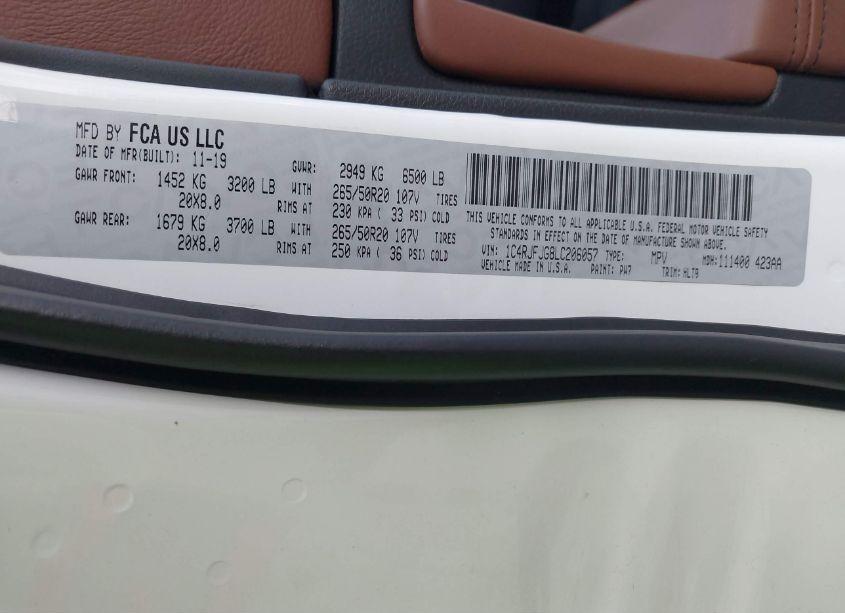 MFD BY FCA US LLC
DATE OF MFR(BUILT): 11-19 GVWR: 2949 KG 6500 LB
GAWR FRONT: 1452 KG 3200 LB WITH 265/50R20 107V TIRES
20X8.0 RIMS AT 230 KPA ( 33 PSI) COLD
GAWR REAR: 1679 KG 3700 LB WITH 265/50R20 107V TIRES
20X8.0 RIMS AT 250 KPA ( 36 PSI) COLD
THIS VEHICLE CONFORMS TO ALL APPLICABLE U.S.A. FEDERAL MOTOR VEHICLE SAFETY
STANDARDS IN EFFECT ON THE DATE OF MANUFACTURE SHOWN ABOVE.
VIN: 1C4RJFJG8LC206057 TYPE: MPV MDH:111400 423AA
VEHICLE MADE IN U.S.A. PAINT: PW7 TRIM: HLT9